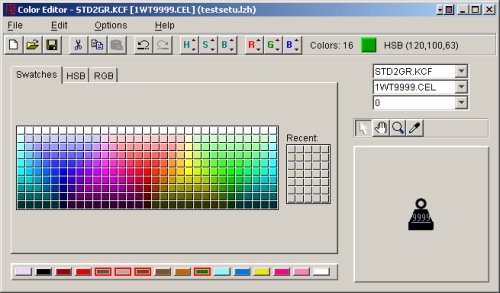 Color Editor - STD2GR.KCF [1WT9999.CEL] (testsetu.lzh)
File Edit Options Help
H S B R G B Colors: 16 HSB (120,100,63)
Swatches HSB RGB
STD2GR.KCF
1WT9999.CEL
0
Recent:
9999